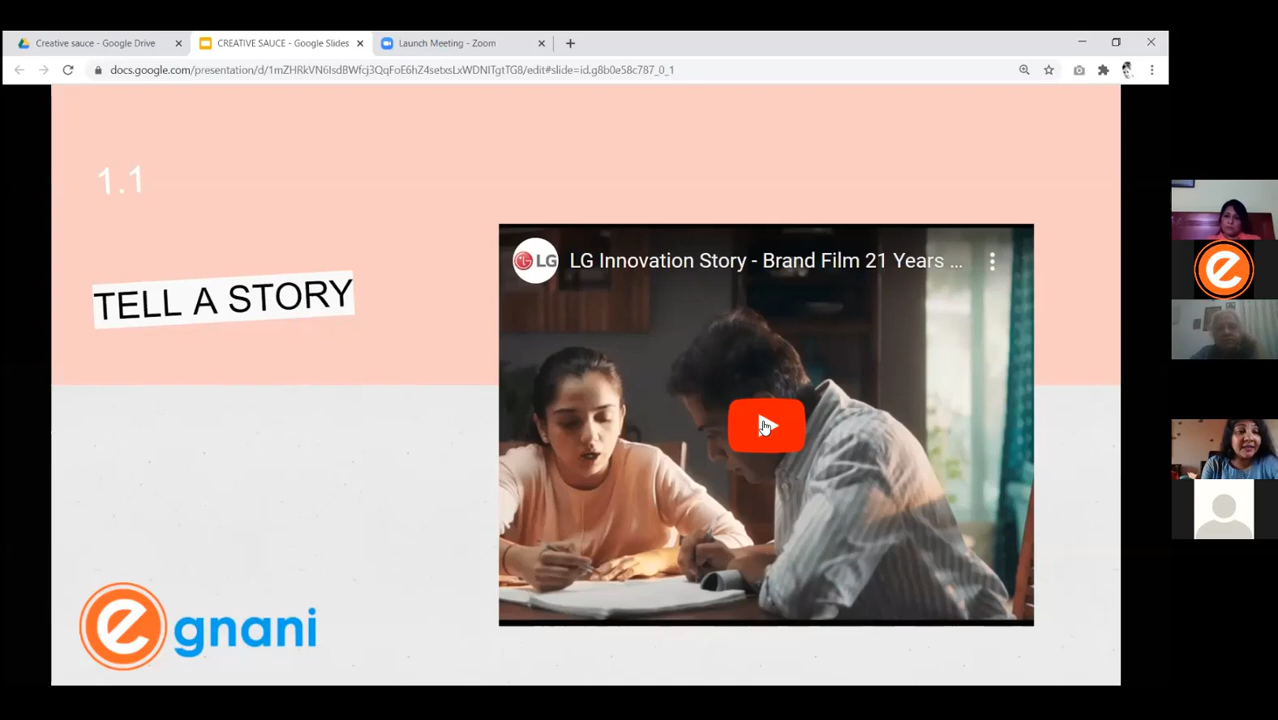 Creative sauce - Google Drive
CREATIVE SAUCE - Google Slides
Launch Meeting - Zoom
docs.google.com/presentation/d/1mZHRkVN6IsdBWfcj3QqFoE6hZ4setxsLxWDNITgtTG8/edit#slide=id.g8b0e58c787_0_1
1.1
TELL A STORY
LG
LG Innovation Story - Brand Film 21 Years ...
e gnani
e